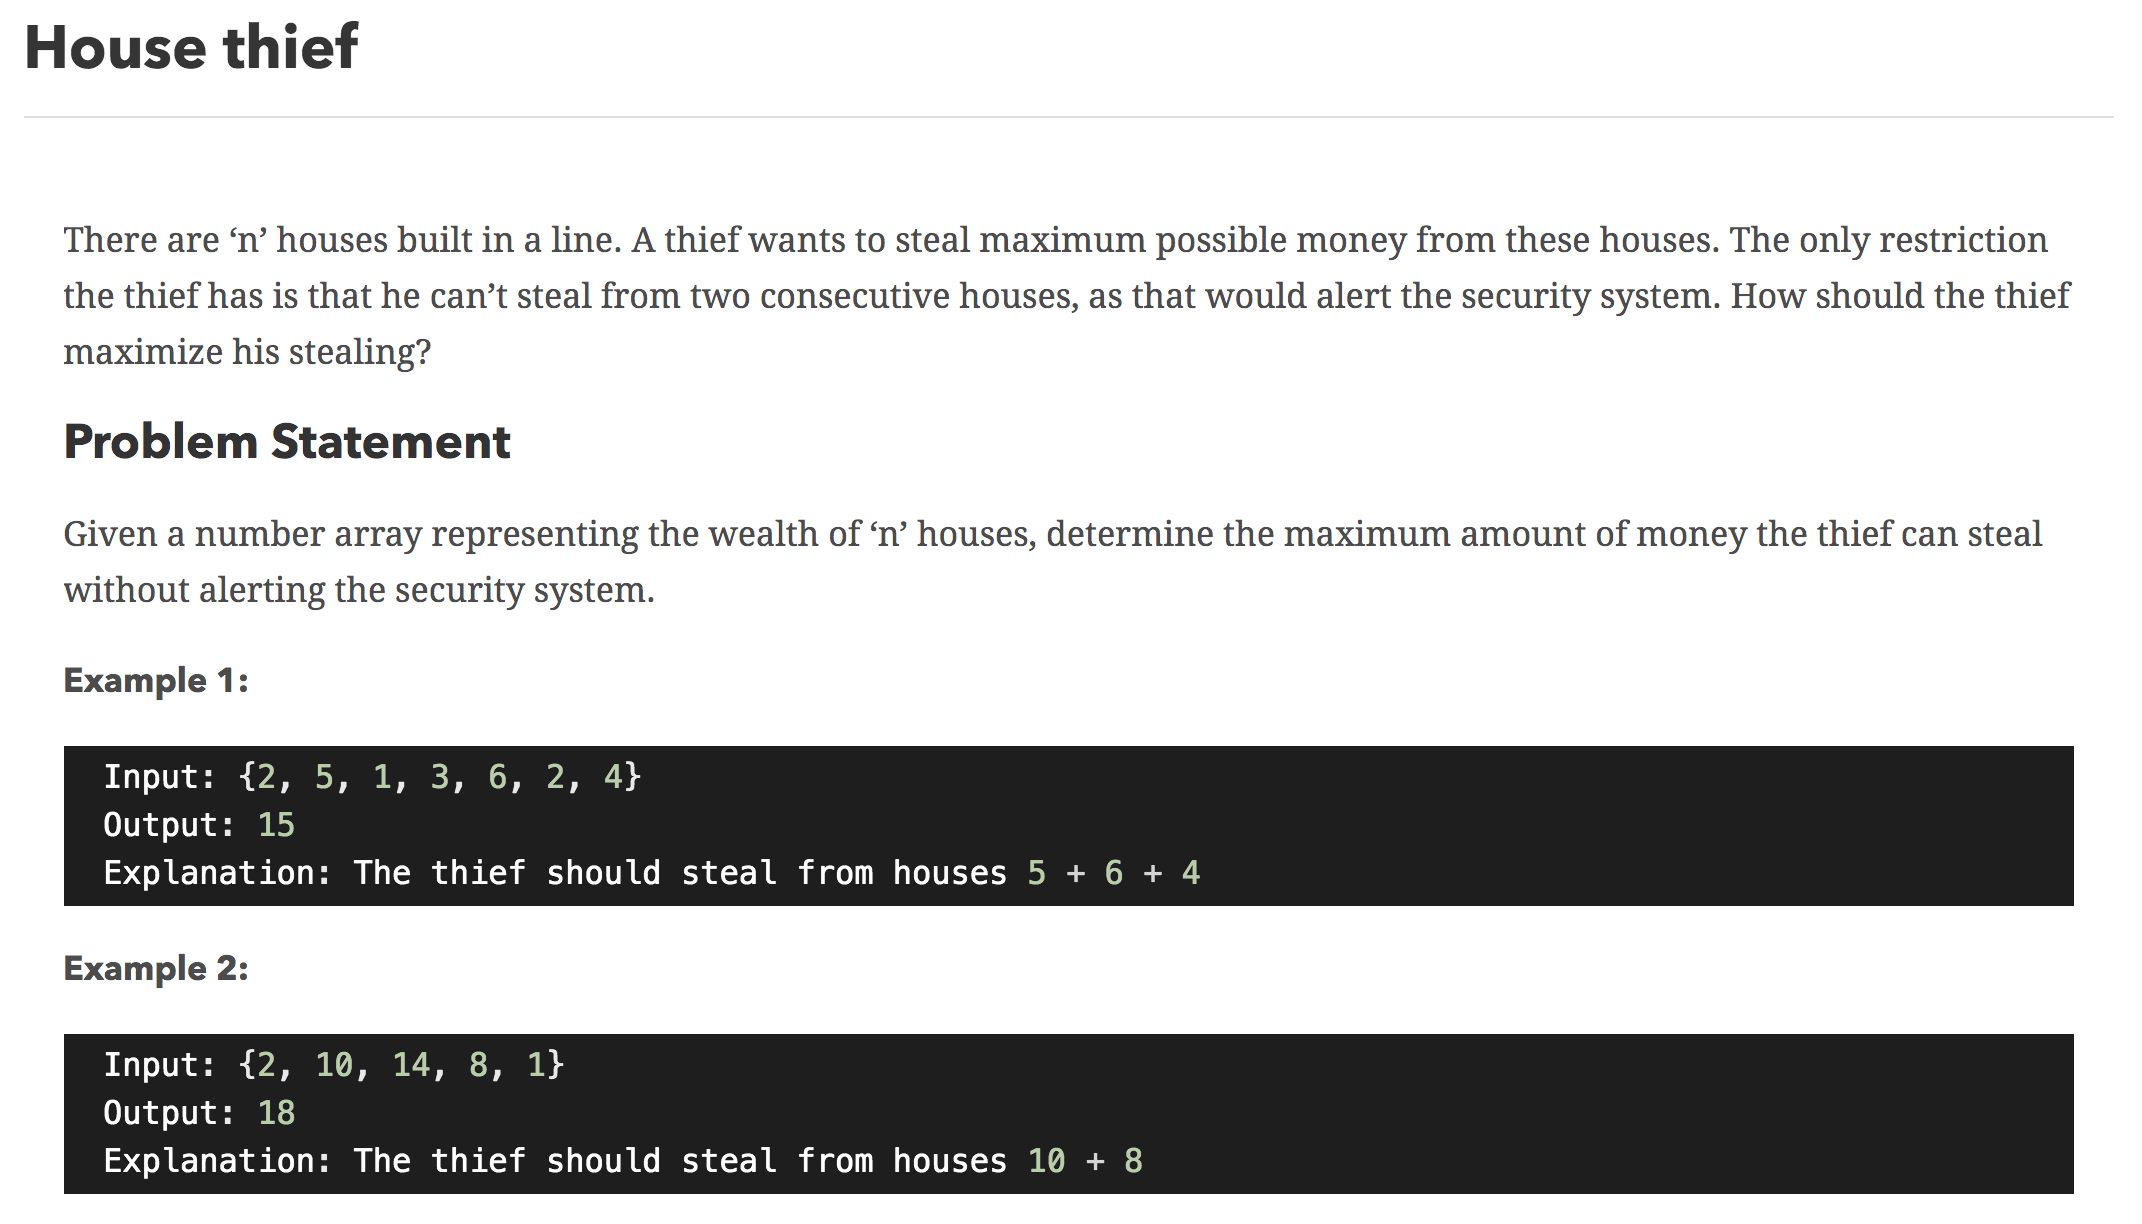 House thief
There are ‘n’ houses built in a line. A thief wants to steal maximum possible money from these houses. The only restriction
the thief has is that he can’t steal from two consecutive houses, as that would alert the security system. How should the thief
maximize his stealing?
Problem Statement
Given a number array representing the wealth of ‘n’ houses, determine the maximum amount of money the thief can steal
without alerting the security system.
Example 1:
Input: {2, 5, 1, 3, 6, 2, 4}
Output: 15
Explanation: The thief should steal from houses 5 + 6 + 4
Example 2:
Input: {2, 10, 14, 8, 1}
Output: 18
Explanation: The thief should steal from houses 10 + 8